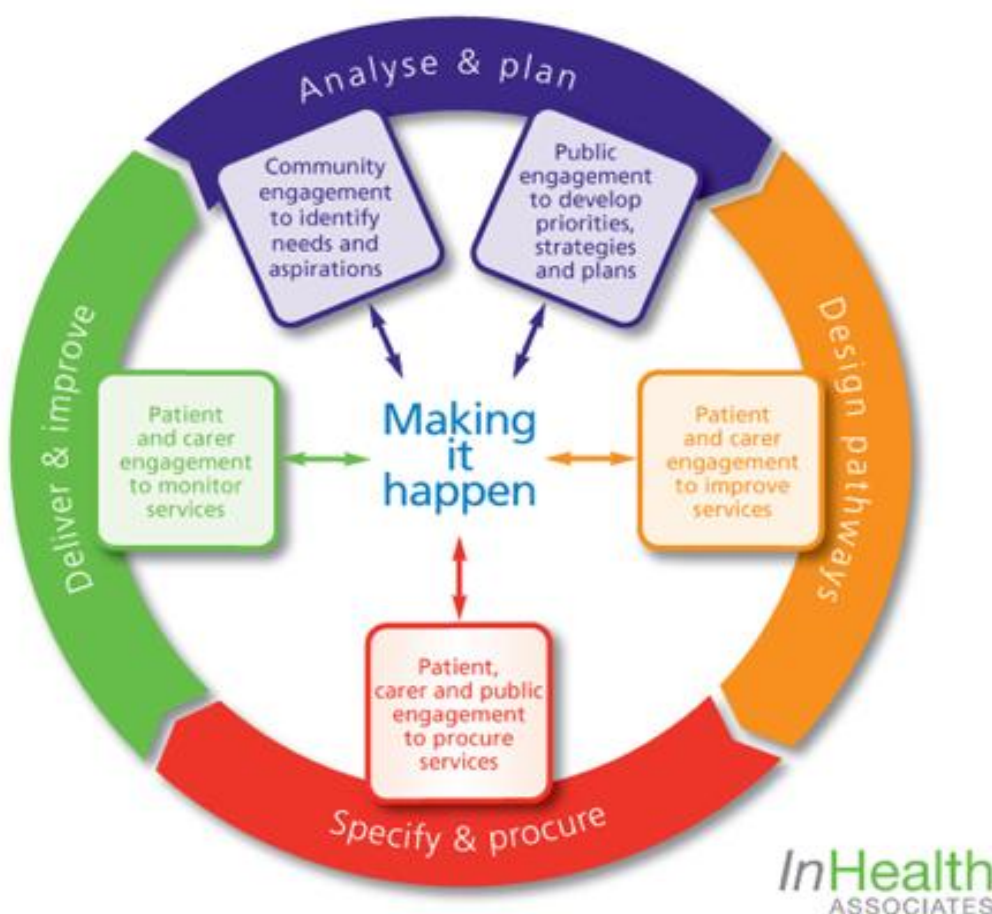 Analyse & plan
Community
engagement
to identify
needs and
aspirations
Public
engagement
to develop
priorities,
strategies
and plans
Design pathways
Patient
and carer
engagement
to improve
services
Making
it
happen
Patient
and carer
engagement
to monitor
services
Deliver & improve
Patient,
carer and public
engagement
to procure
services
Specify & procure
InHealth
ASSOCIATES